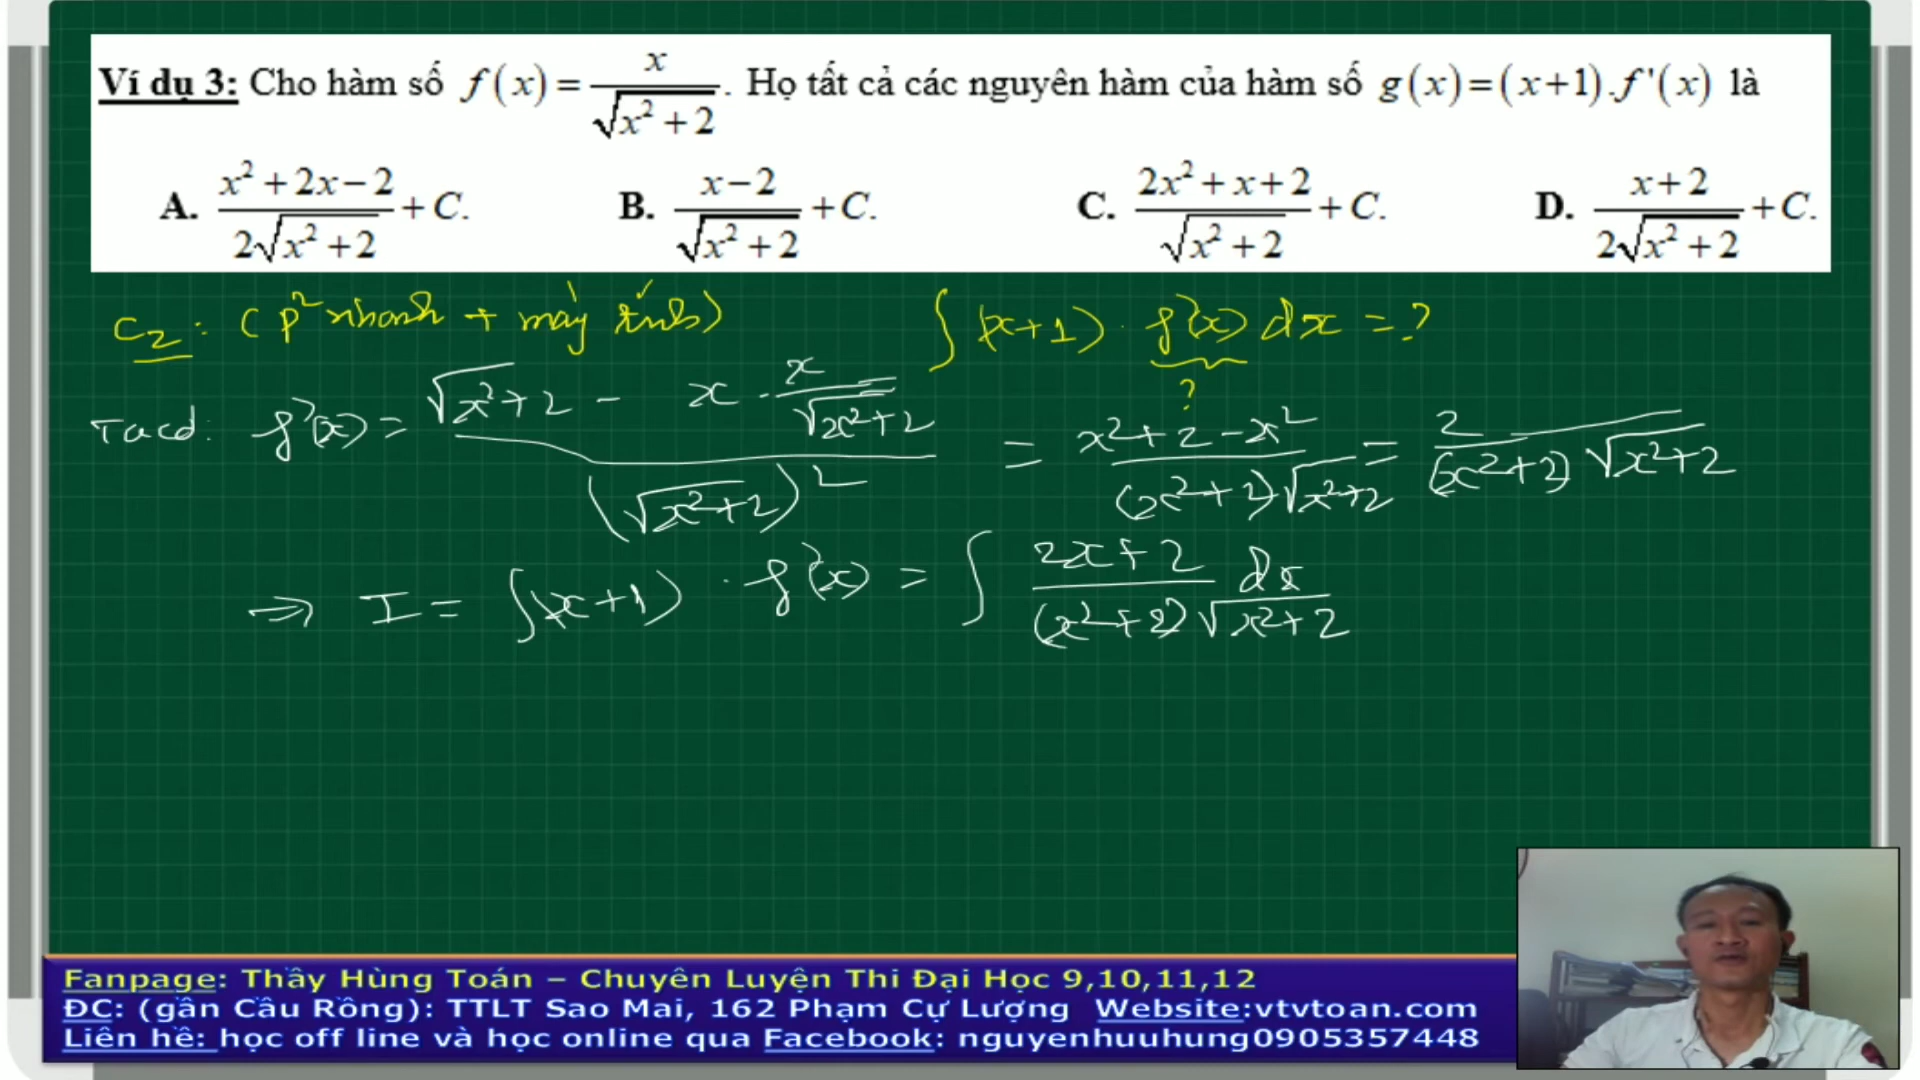 Ví dụ 3: Cho hàm số f(x) = x / √(x² + 2). Họ tất cả các nguyên hàm của hàm số g(x) = (x+1).f'(x) là
A. (x² + 2x − 2) / (2√(x² + 2)) + C. B. (x − 2) / √(x² + 2) + C. C. (2x² + x + 2) / √(x² + 2) + C. D. (x + 2) / (2√(x² + 2)) + C.
C2: (P² nhanh + máy tính) ∫(x+1).f'(x) dx = ?
?
Ta có: f'(x) = (√(x²+2) − x . x/√(x²+2)) / (√(x²+2))² = (x²+2−x²) / ((x²+2)√(x²+2)) = 2 / ((x²+2)√(x²+2))
⇒ I = ∫(x+1) . f'(x) = ∫ (2x+2) / ((x²+2)√(x²+2)) dx
Fanpage: Thầy Hùng Toán – Chuyên Luyện Thi Đại Học 9,10,11,12
ĐC: (gần Cầu Rồng): TTLT Sao Mai, 162 Phạm Cự Lượng Website:vtvtoan.com
Liên hề: học off line và học online qua Facebook: nguyenhuuhung0905357448